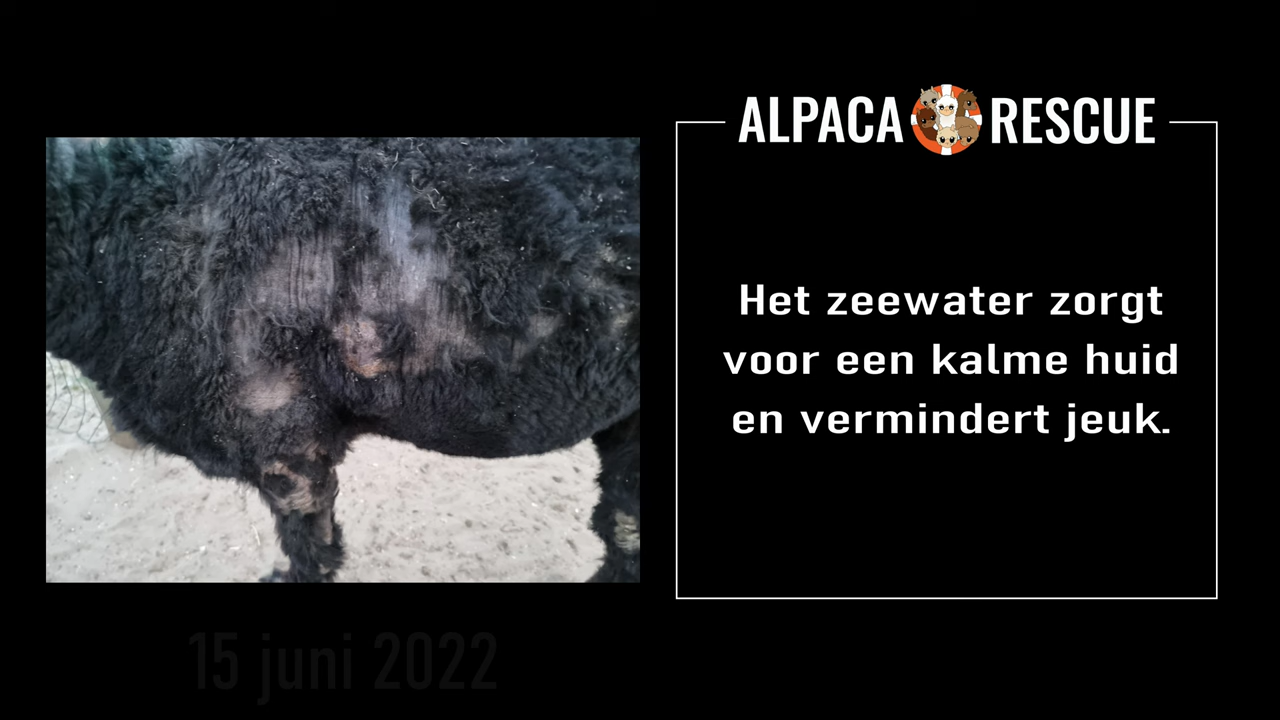 ALPACA RESCUE
Het zeewater zorgt
voor een kalme huid
en vermindert jeuk.
15 juni 2022